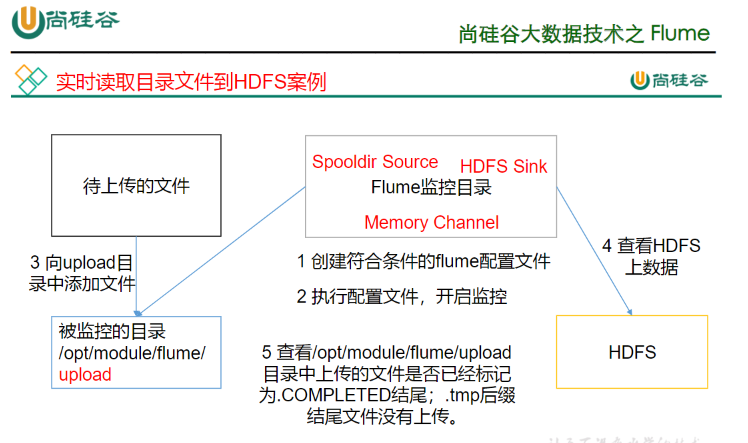 尚硅谷
尚硅谷大数据技术之 Flume
实时读取目录文件到HDFS案例
尚硅谷
待上传的文件
Spooldir Source
HDFS Sink
Flume监控目录
Memory Channel
3 向upload目
录中添加文件
1 创建符合条件的flume配置文件
2 执行配置文件，开启监控
4 查看HDFS
上数据
被监控的目录
/opt/module/flume/
upload
5 查看/opt/module/flume/upload
目录中上传的文件是否已经标记
为.COMPLETED结尾；.tmp后缀
结尾文件没有上传。
HDFS